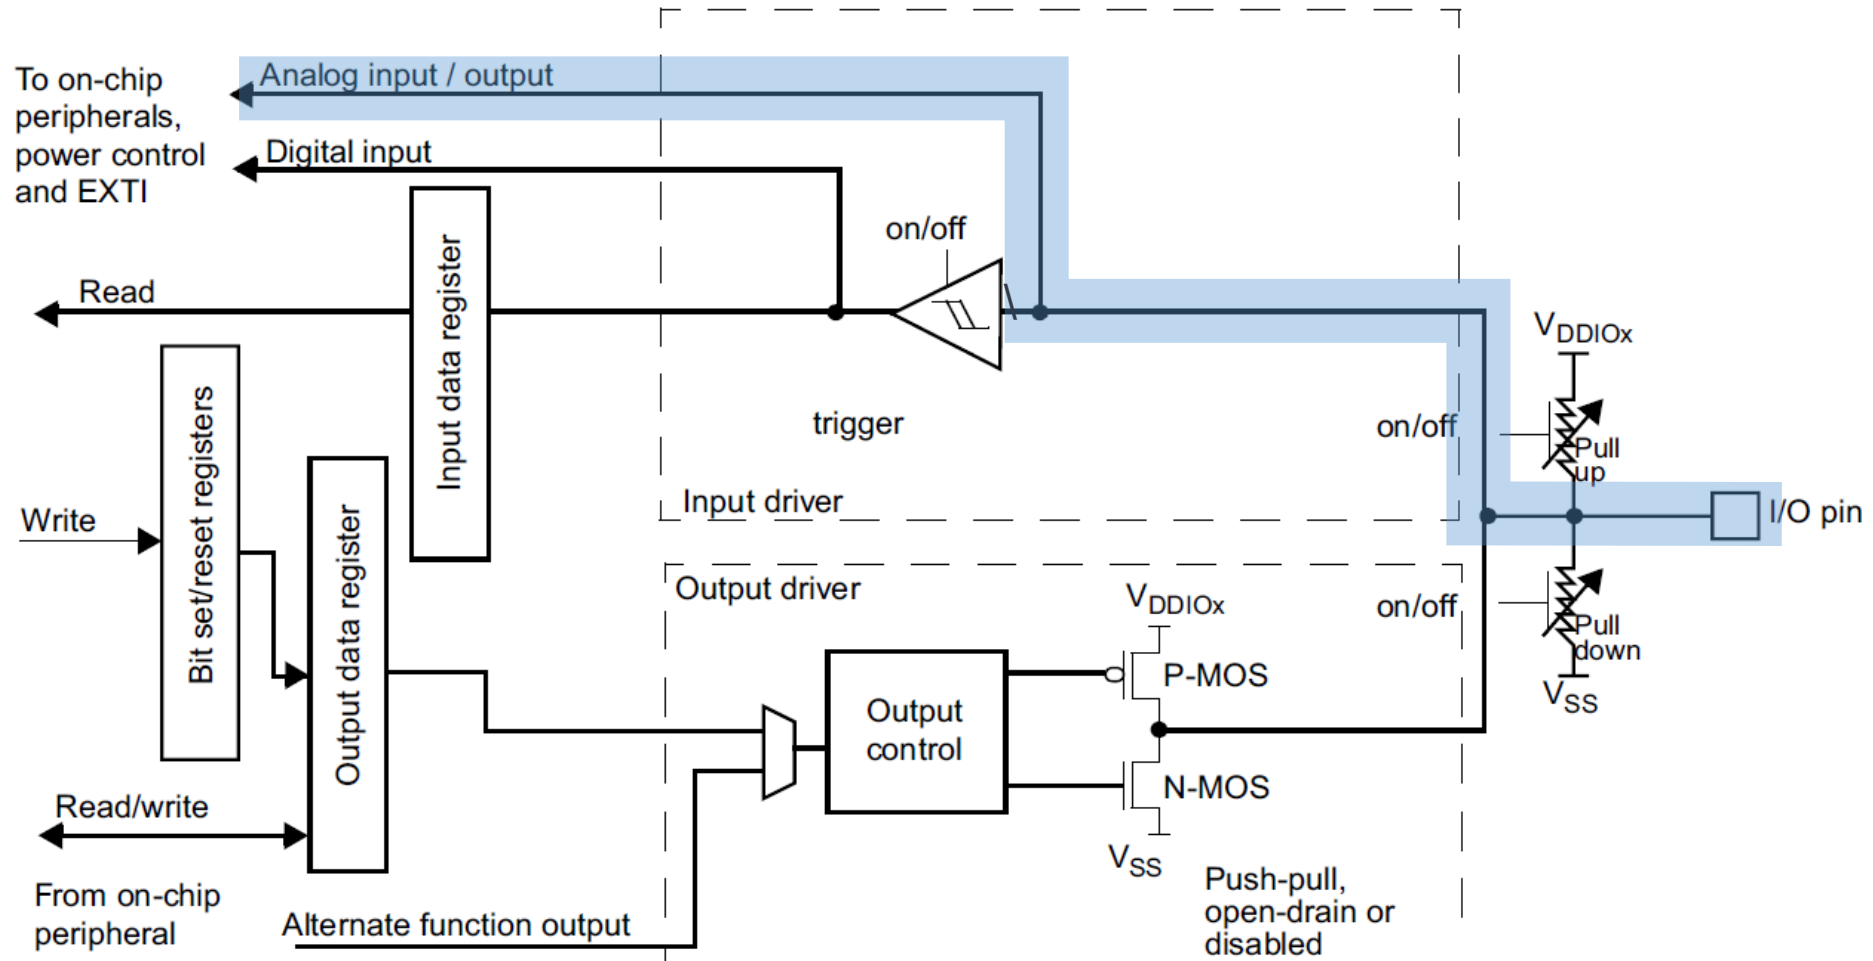 To on-chip
peripherals,
power control
and EXTI
Analog input / output
Digital input
on/off
Read
Input data register
trigger
Input driver
Write
Bit set/reset registers
Output data register
Read/write
From on-chip
peripheral
Alternate function output
Output driver
Output
control
VDDIOx
P-MOS
N-MOS
VSS
Push-pull,
open-drain or
disabled
VDDIOx
on/off
Pull
up
I/O pin
on/off
Pull
down
VSS